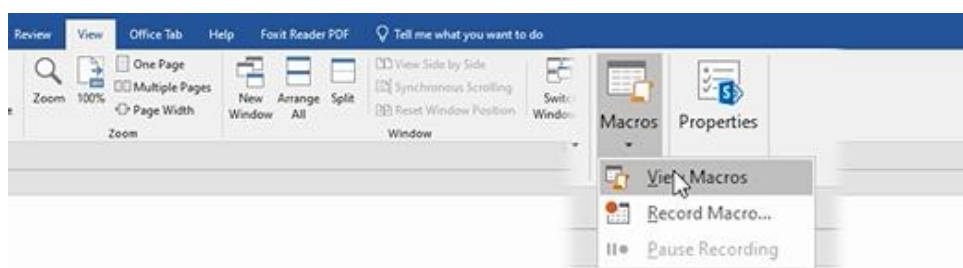 Review View Office Tab Help Foxit Reader PDF Tell me what you want to do
One Page
Multiple Pages
Page Width
Zoom 100%
New Window
Arrange All
Split
View Side by Side
Synchronous Scrolling
Reset Window Position
Macros
Properties
Zoom
Window
View Macros
Record Macro...
Pause Recording